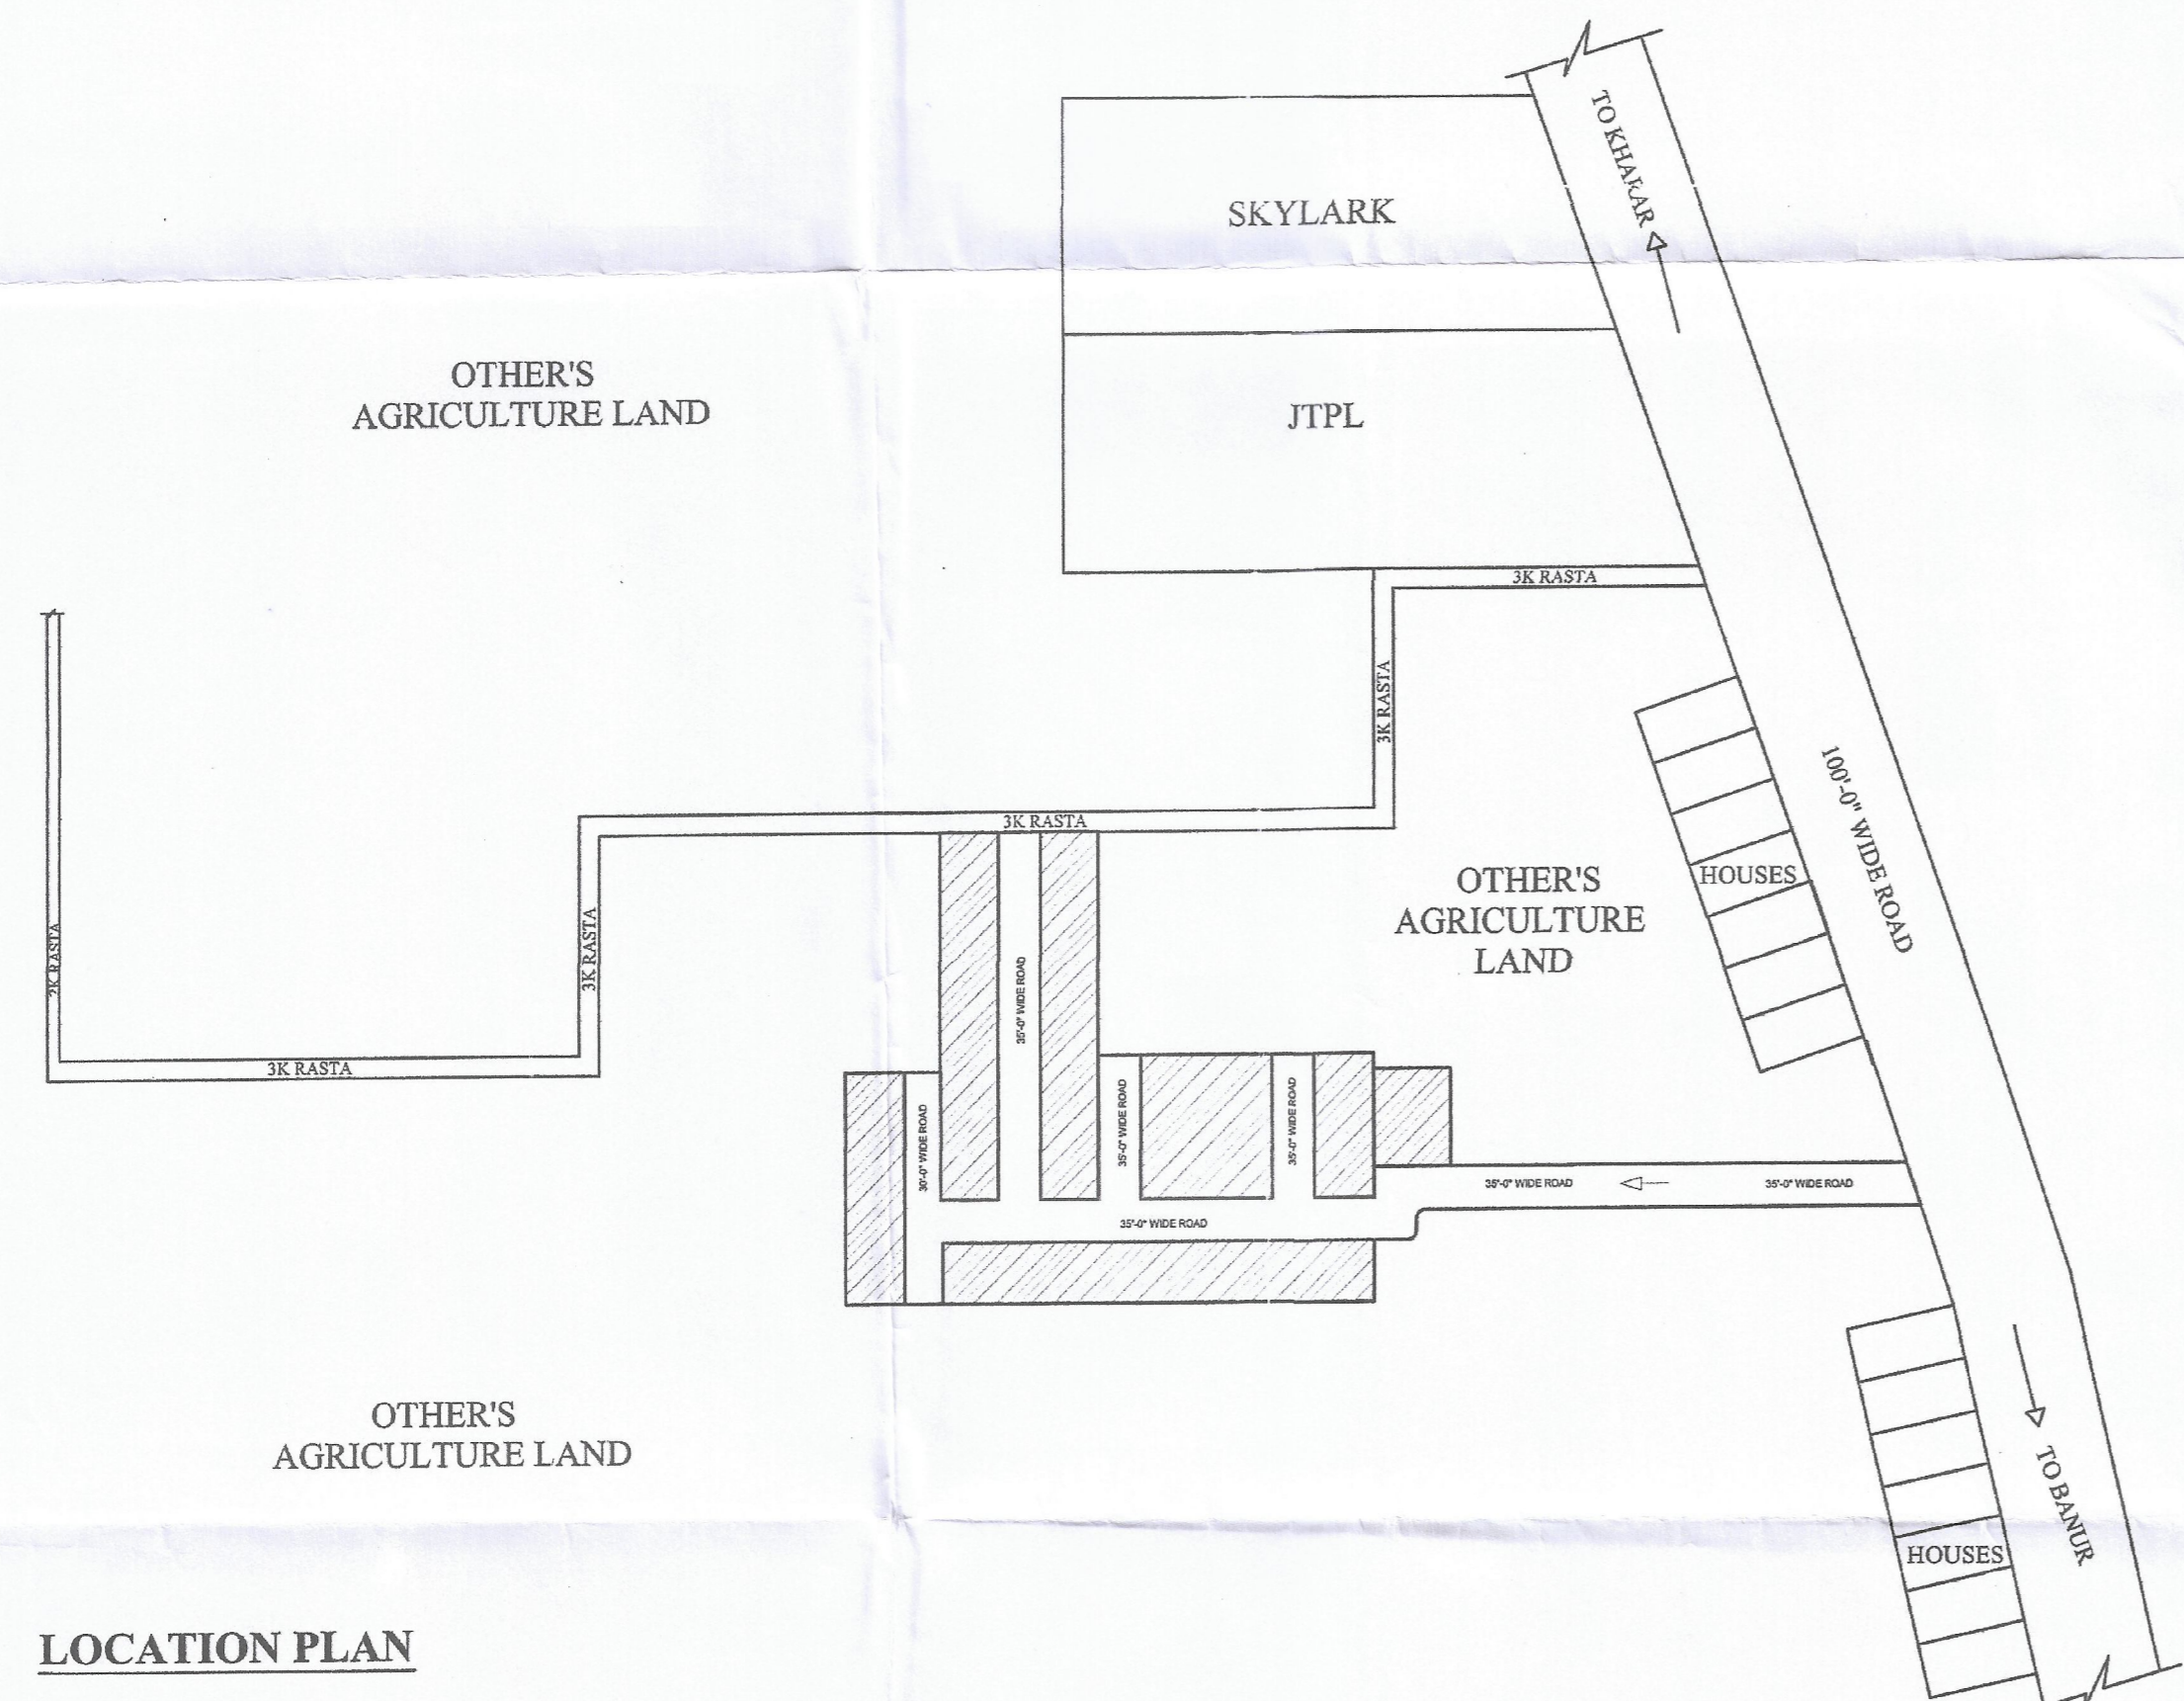 TO KHARAR
SKYLARK
OTHER'S
AGRICULTURE LAND
JTPL
3K RASTA
3K RASTA
100'-0" WIDE ROAD
3K RASTA
HOUSES
OTHER'S
AGRICULTURE
LAND
2K RASTA
3K RASTA
35'-0" WIDE ROAD
3K RASTA
30'-0" WIDE ROAD
35'-0" WIDE ROAD
35'-0" WIDE ROAD
35'-0" WIDE ROAD
35'-0" WIDE ROAD
35'-0" WIDE ROAD
OTHER'S
AGRICULTURE LAND
TO BANUR
HOUSES
LOCATION PLAN